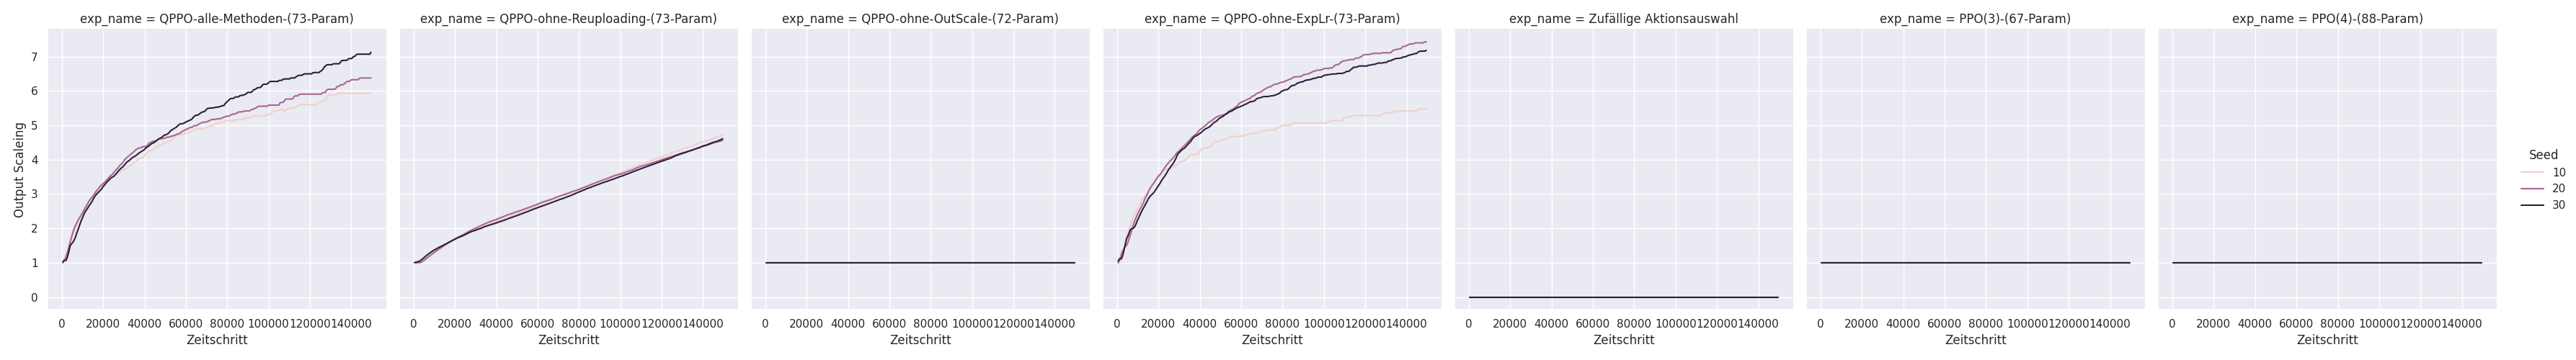 exp_name = QPPO-alle-Methoden-(73-Param)
exp_name = QPPO-ohne-Reuploading-(73-Param)
exp_name = QPPO-ohne-OutScale-(72-Param)
exp_name = QPPO-ohne-ExpLr-(73-Param)
exp_name = Zufällige Aktionsauswahl
exp_name = PPO(3)-(67-Param)
exp_name = PPO(4)-(88-Param)
Output Scaleing
7
6
5
4
3
2
1
0
0 20000 40000 60000 80000 100000 120000 140000
0 20000 40000 60000 80000 100000 120000 140000
0 20000 40000 60000 80000 100000 120000 140000
0 20000 40000 60000 80000 100000 120000 140000
0 20000 40000 60000 80000 100000 120000 140000
0 20000 40000 60000 80000 100000 120000 140000
0 20000 40000 60000 80000 100000 120000 140000
Zeitschritt
Zeitschritt
Zeitschritt
Zeitschritt
Zeitschritt
Zeitschritt
Zeitschritt
Seed
10
20
30